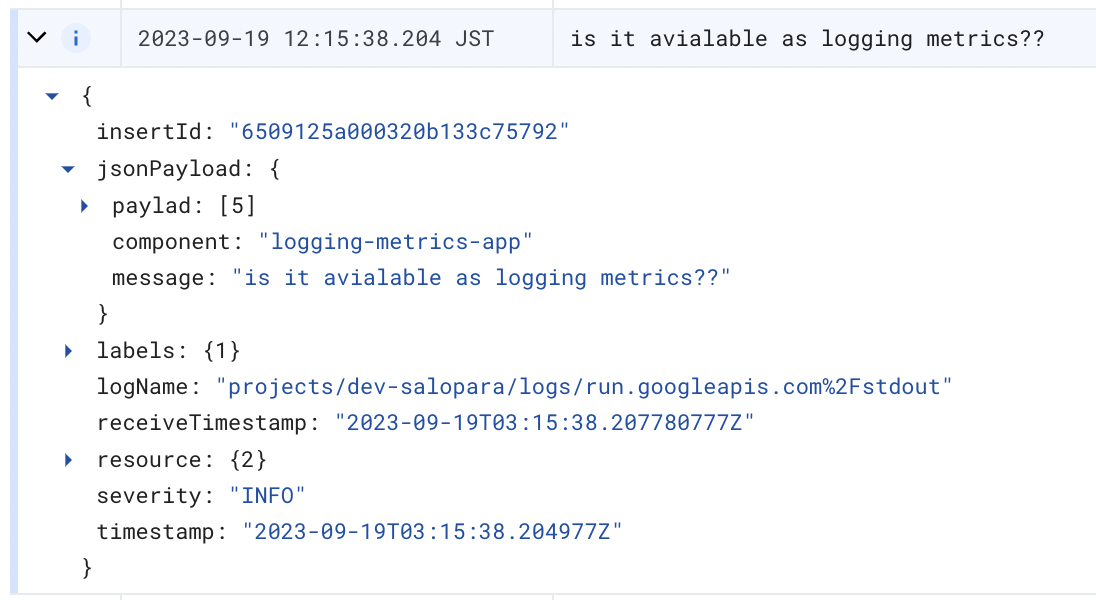 2023-09-19 12:15:38.204 JST is it avialable as logging metrics??
{
insertId: "6509125a000320b133c75792"
jsonPayload: {
paylad: [5]
component: "logging-metrics-app"
message: "is it avialable as logging metrics??"
}
labels: {1}
logName: "projects/dev-salopara/logs/run.googleapis.com%2Fstdout"
receiveTimestamp: "2023-09-19T03:15:38.207780777Z"
resource: {2}
severity: "INFO"
timestamp: "2023-09-19T03:15:38.204977Z"
}